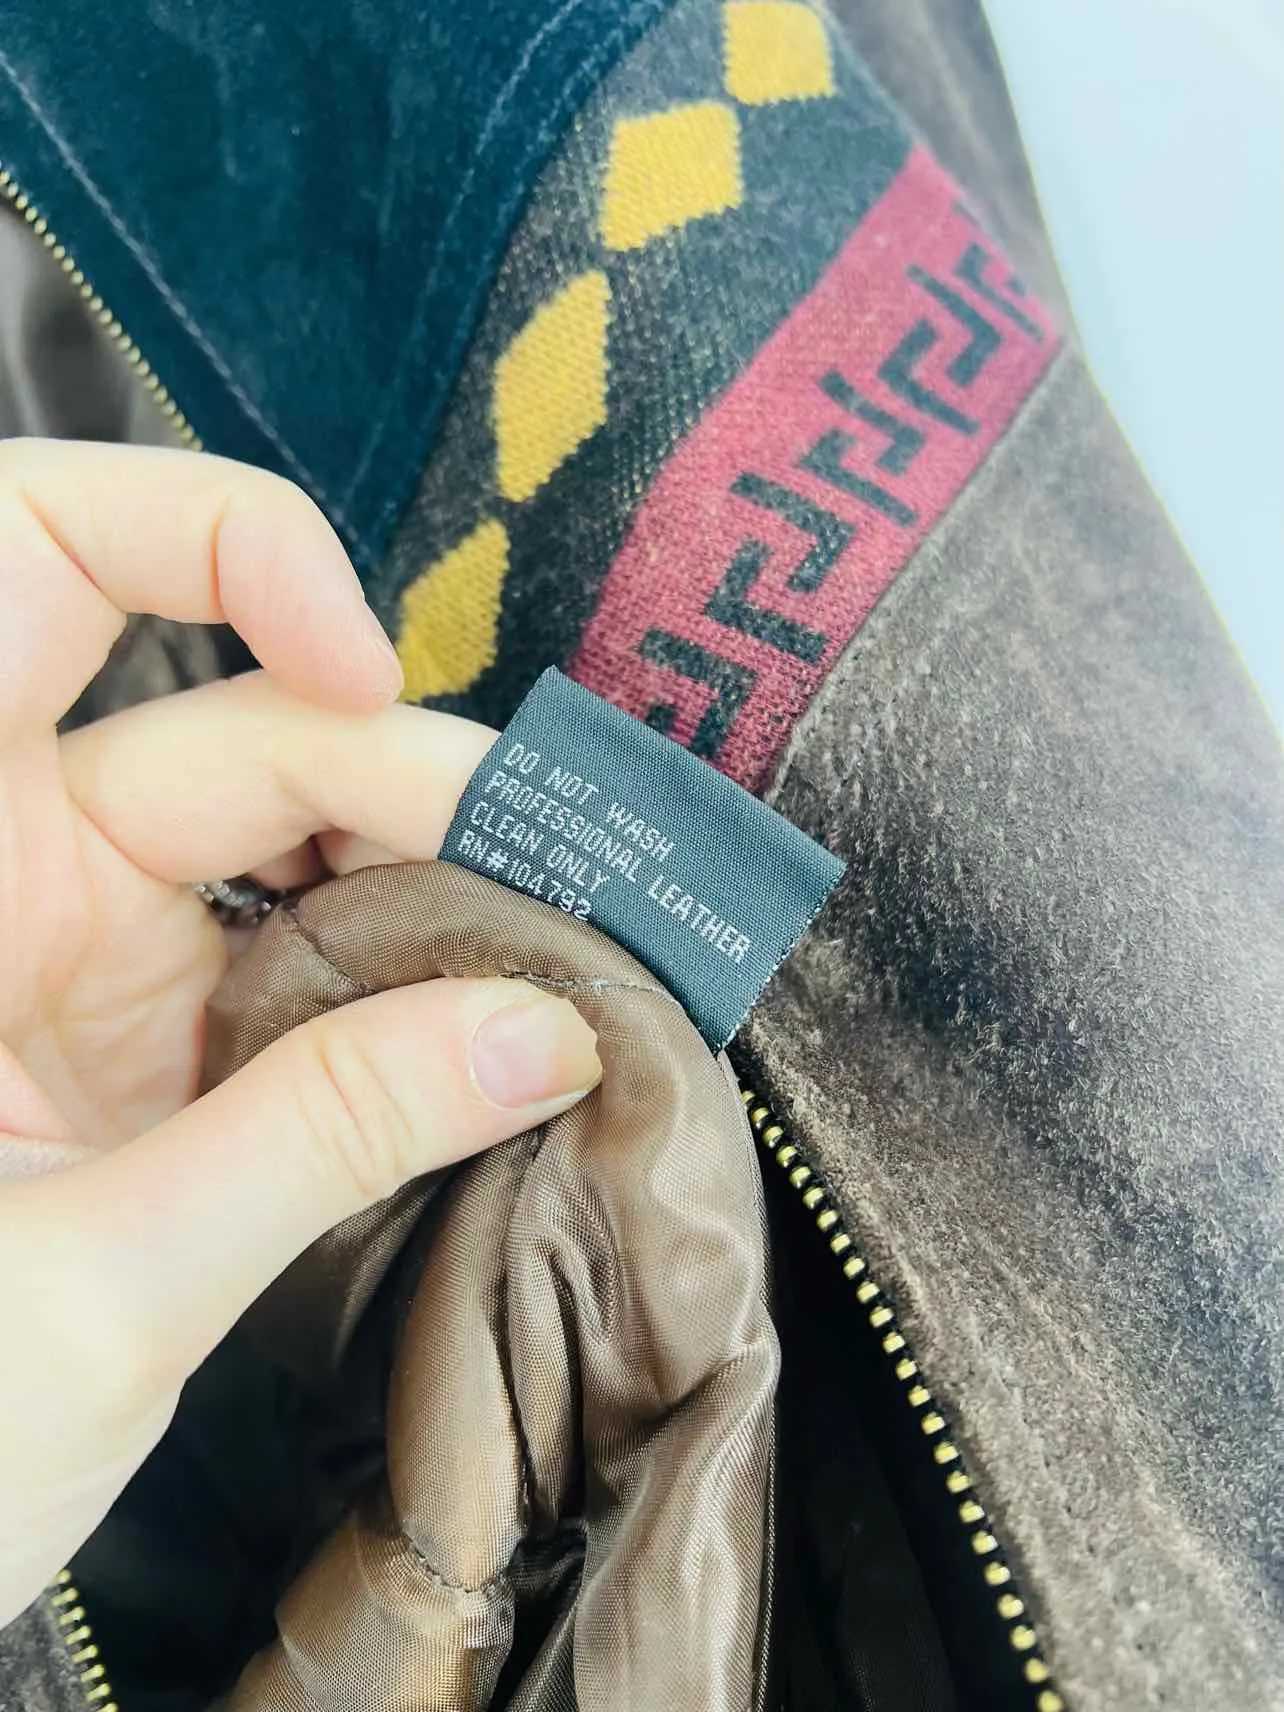 DO NOT WASH
PROFESSIONAL LEATHER
CLEAN ONLY
RN#104792